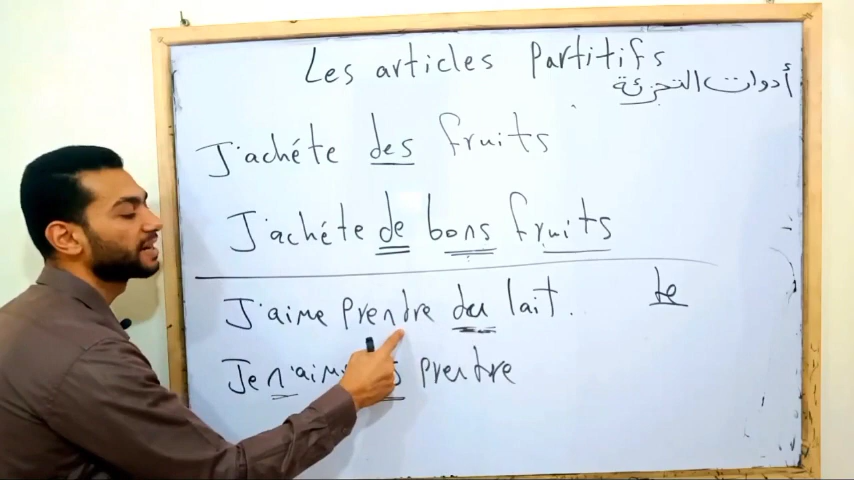 Les articles Partitifs
أدوات التجزئة
J'achéte des fruits
J'achéte de bons fruits
J'aime prendre du lait. le
Je n'aime prendre